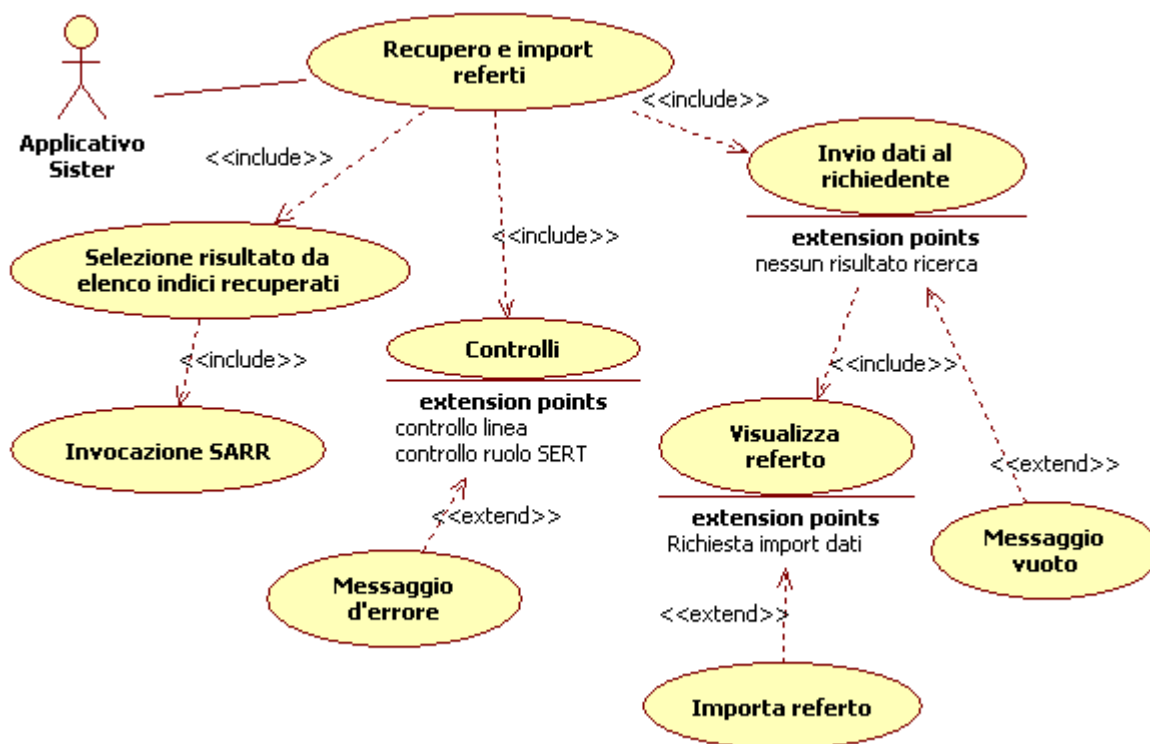 Recupero e import
referti
<<include>>
Applicativo
Sister
<<include>>
Invio dati al
richiedente
<<include>>
extension points
nessun risultato ricerca
Selezione risultato da
elenco indici recuperati
Controlli
<<include>>
<<include>>
extension points
controllo linea
controllo ruolo SERT
Invocazione SARR
Visualizza
referto
<<extend>>
<<extend>>
extension points
Richiesta import dati
Messaggio
vuoto
Messaggio
d'errore
<<extend>>
Importa referto